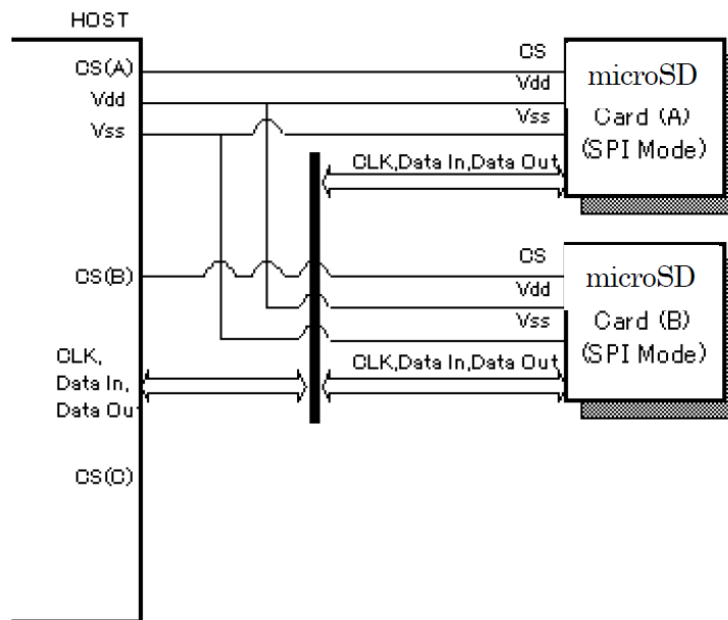 HOST
CS(A)
Vdd
Vss
CS
Vdd
Vss
microSD
Card (A)
(SPI Mode)
CLK,Data In,Data Out
CS(B)
CS
Vdd
Vss
microSD
Card (B)
(SPI Mode)
CLK,
Data In,
Data Ou
CLK,Data In,Data Out
CS(C)